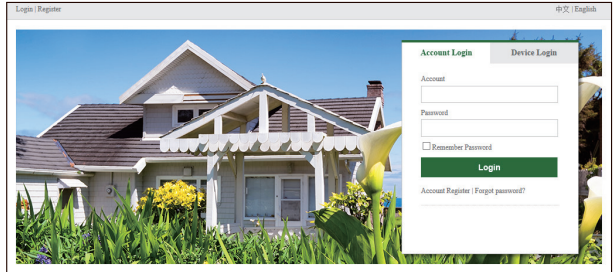 Login | Register
中文 | English
Account Login
Device Login
Account
Password
Remember Password
Login
Account Register | Forgot password?